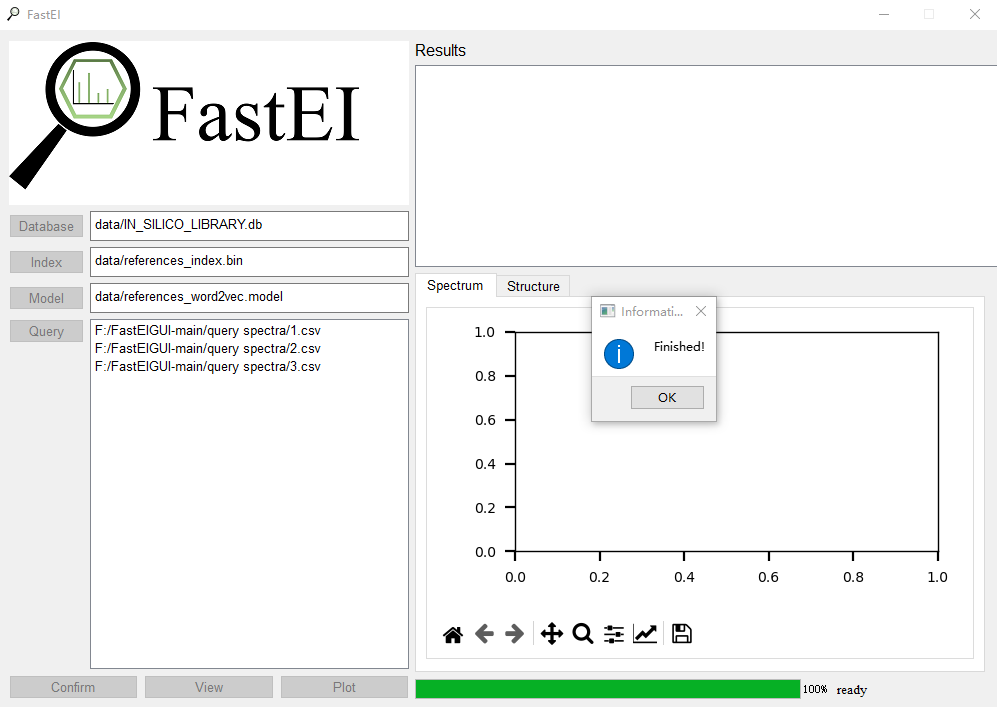 FastEI
FastEI
Results
Database
data/IN_SILICO_LIBRARY.db
Index
data/references_index.bin
Model
data/references_word2vec.model
Query
F:/FastEIGUI-main/query spectra/1.csv
F:/FastEIGUI-main/query spectra/2.csv
F:/FastEIGUI-main/query spectra/3.csv
Spectrum
Structure
Informati...
Finished!
OK
1.0
0.8
0.6
0.4
0.2
0.0
0.0 0.2 0.4 0.6 0.8 1.0
Confirm
View
Plot
100% ready